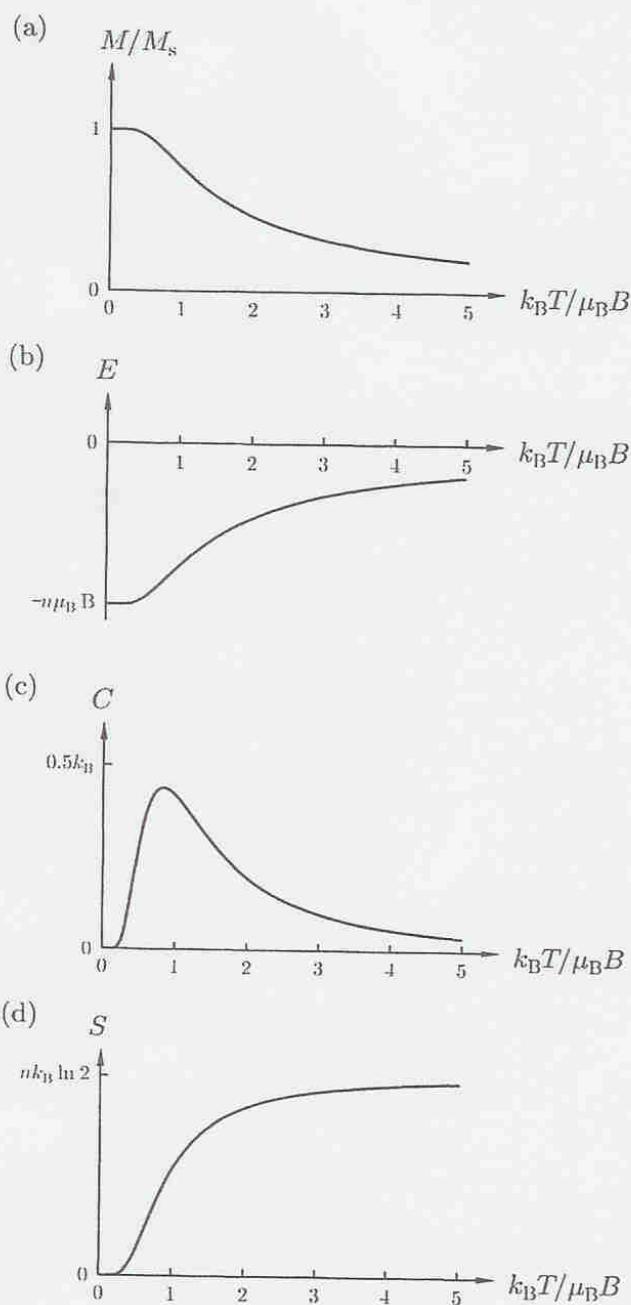 (a)
M/Mₛ
1
0
0 1 2 3 4 5 k_BT/μ_BB
(b)
E
0
1 2 3 4 5 k_BT/μ_BB
−nμ_B B
(c)
C
0.5k_B
0
0 1 2 3 4 5 k_BT/μ_BB
(d)
S
nk_B ln 2
0
0 1 2 3 4 5 k_BT/μ_BB